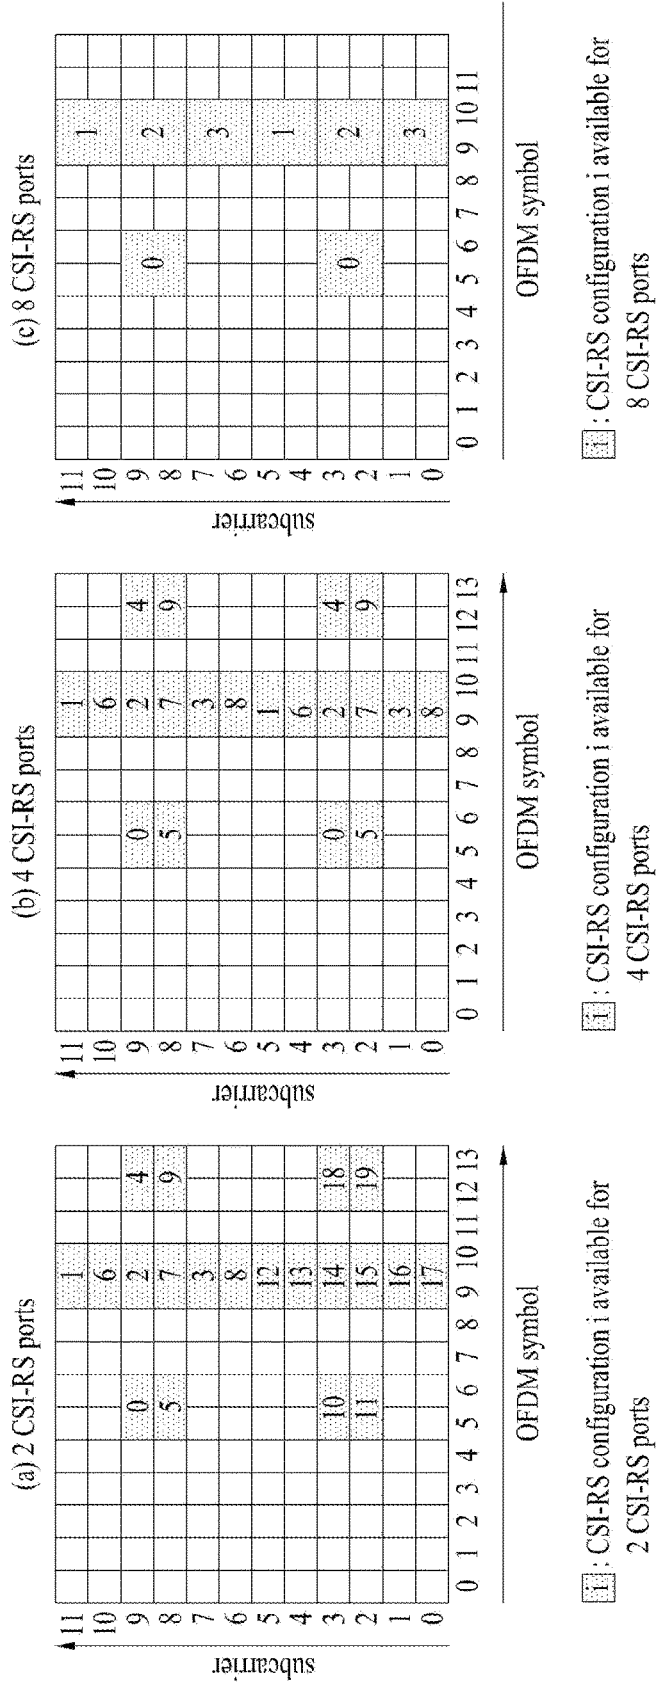 (a) 2 CSI-RS ports
subcarrier
11 1
10 6
9 0 2 4
8 5 7 9
7 3
6 8
5 12
4 13
3 10 14 18
2 11 15 19
1 16
0 17
0 1 2 3 4 5 6 7 8 9 10 11 12 13
OFDM symbol
i : CSI-RS configuration i available for
2 CSI-RS ports
(b) 4 CSI-RS ports
subcarrier
11 1
10 6
9 0 2 4
8 5 7 9
7 3
6 8
5 1
4 6
3 0 2 4
2 5 7 9
1 3
0 8
0 1 2 3 4 5 6 7 8 9 10 11 12 13
OFDM symbol
i : CSI-RS configuration i available for
4 CSI-RS ports
(c) 8 CSI-RS ports
subcarrier
11
1
10
9
0 2
8
7
3
6
5
1
4
3
0 2
2
1
3
0
0 1 2 3 4 5 6 7 8 9 10 11
OFDM symbol
i : CSI-RS configuration i available for
8 CSI-RS ports